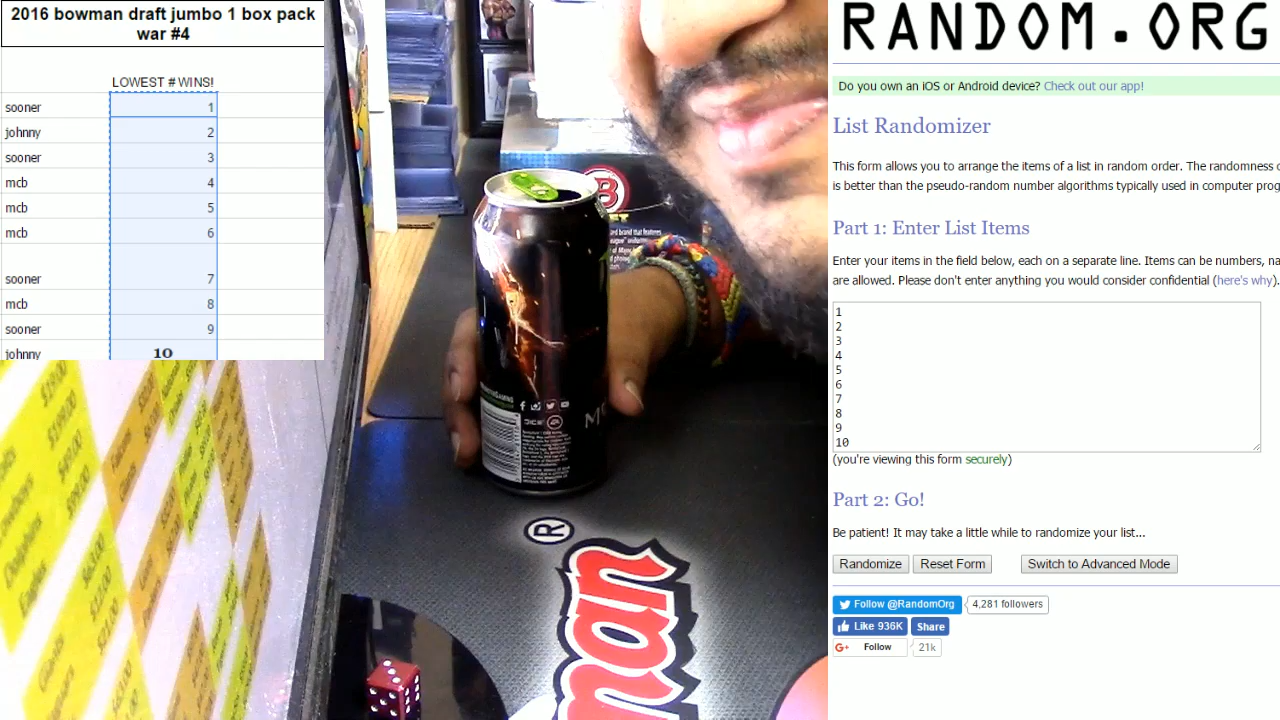 2016 bowman draft jumbo 1 box pack
war #4
LOWEST # WINS!
sooner 1
johnny 2
sooner 3
mcb 4
mcb 5
mcb 6
sooner 7
mcb 8
sooner 9
johnny 10
B
®
man
RANDOM.ORG
Do you own an iOS or Android device? Check out our app!
List Randomizer
This form allows you to arrange the items of a list in random order. The randomness
is better than the pseudo-random number algorithms typically used in computer
Part 1: Enter List Items
Enter your items in the field below, each on a separate line. Items can be numbers,
are allowed. Please don't enter anything you would consider confidential (here's why).
1
2
3
4
5
6
7
8
9
10
(you're viewing this form securely)
Part 2: Go!
Be patient! It may take a little while to randomize your list...
Randomize Reset Form Switch to Advanced Mode
Follow @RandomOrg 4,281 followers
Like 936K Share
G+ Follow 21k